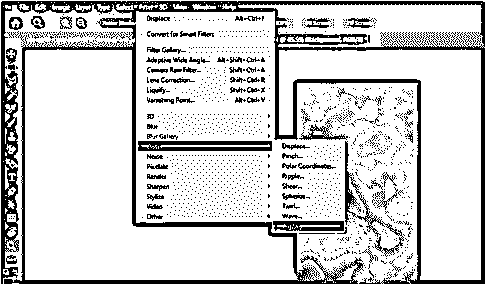 File Edit Image Layer Type Select Filter 3D View Window Help
Displace Alt+Ctrl+F
Convert for Smart Filters
Filter Gallery...
Adaptive Wide Angle... Alt+Shift+Ctrl+A
Camera Raw Filter... Shift+Ctrl+A
Lens Correction... Shift+Ctrl+R
Liquify... Shift+Ctrl+X
Vanishing Point... Alt+Ctrl+V
3D
Blur
Blur Gallery
Noise
Pixelate
Render
Sharpen
Stylize
Video
Other
Displace...
Pinch...
Polar Coordinates...
Ripple...
Shear...
Spherize...
Twirl...
Wave...